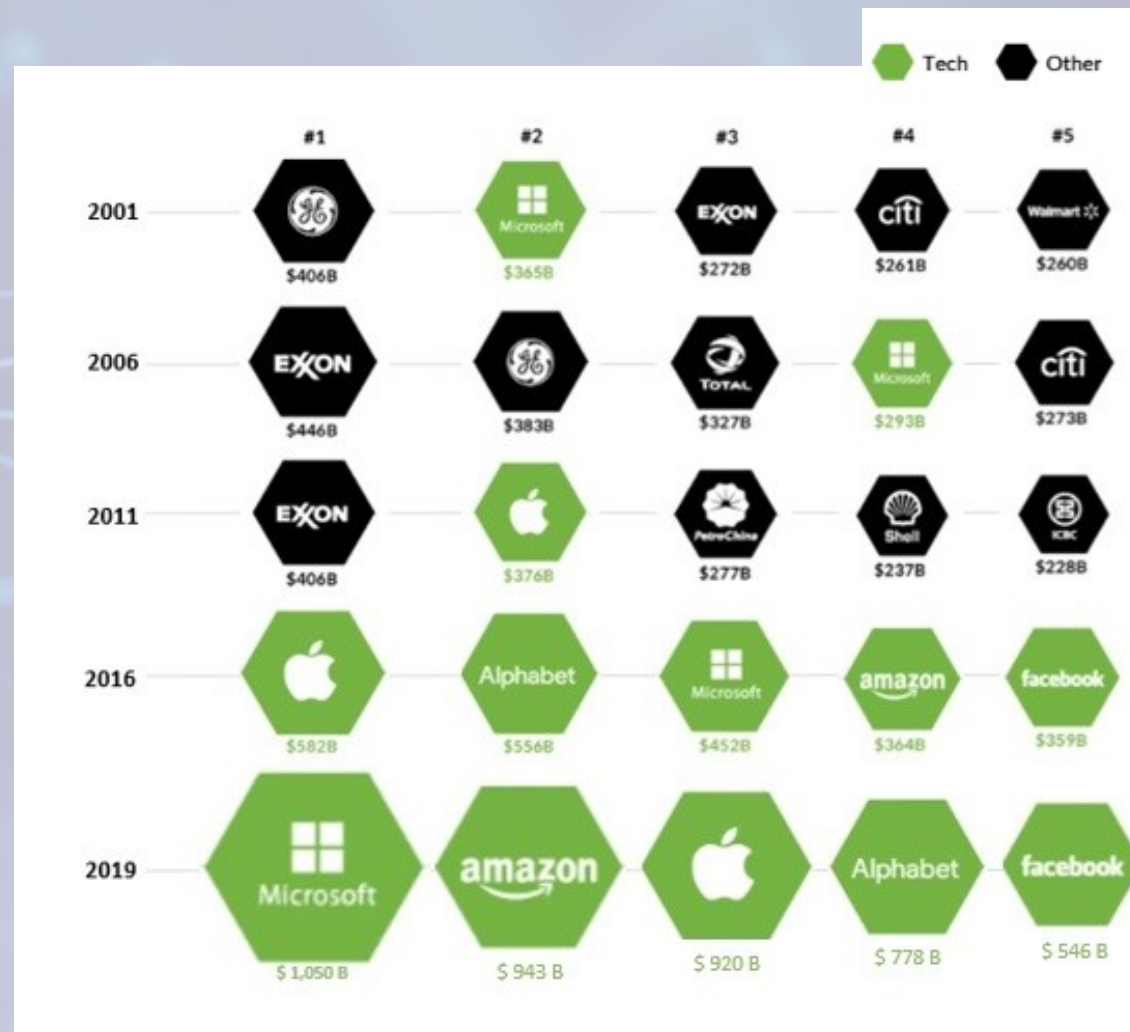 Tech Other
#1 #2 #3 #4 #5
2001 Microsoft EXXON citi Walmart
$406B $365B $272B $261B $260B
2006 EXXON TOTAL Microsoft citi
$446B $383B $327B $293B $273B
2011 EXXON PetroChina Shell ICBC
$406B $376B $277B $237B $228B
2016 Alphabet Microsoft amazon facebook
$582B $556B $452B $364B $359B
2019 Microsoft amazon Alphabet facebook
$ 1,050 B $ 943 B $ 920 B $ 778 B $ 546 B